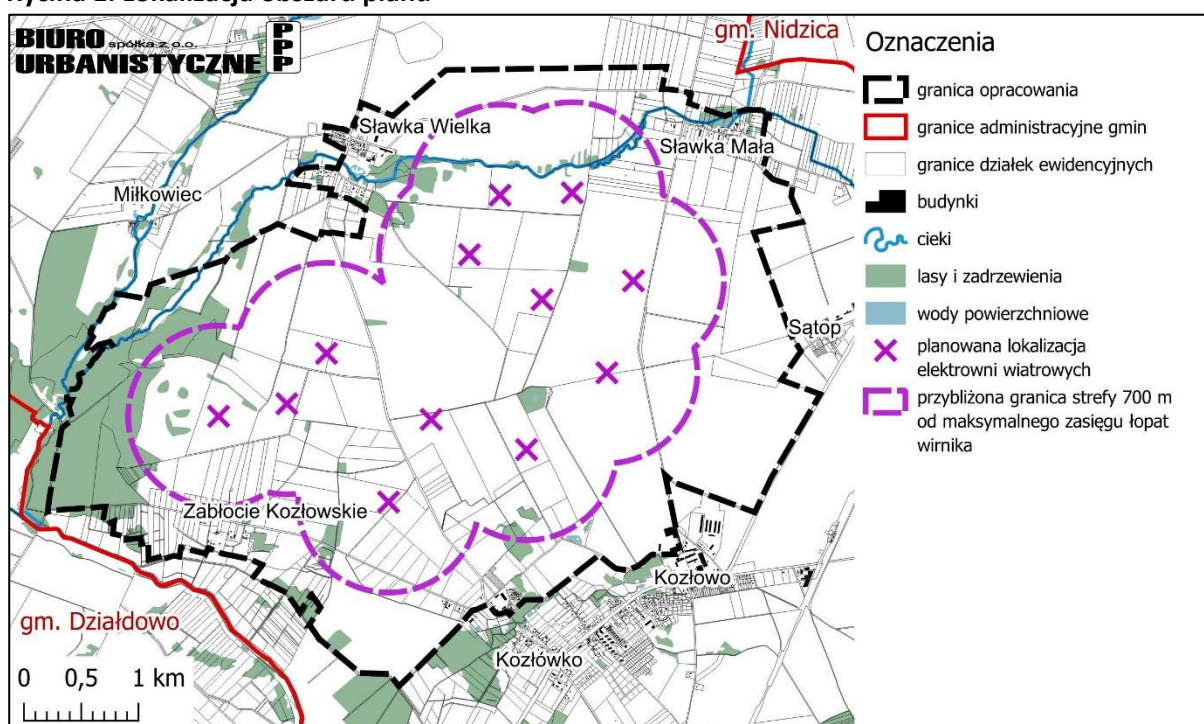 BIURO spółka z o.o.
URBANISTYCZNE
PPP
gm. Nidzica
Sławka Wielka
Sławka Mała
Miłkowiec
Sątop
Zabłocie Kozłowskie
Kozłowo
gm. Działdowo
Kozłówko
0 0,5 1 km
Oznaczenia
granica opracowania
granice administracyjne gmin
granice działek ewidencyjnych
budynki
cieki
lasy i zadrzewienia
wody powierzchniowe
planowana lokalizacja
elektrowni wiatrowych
przybliżona granica strefy 700 m
od maksymalnego zasięgu łopat
wirnika